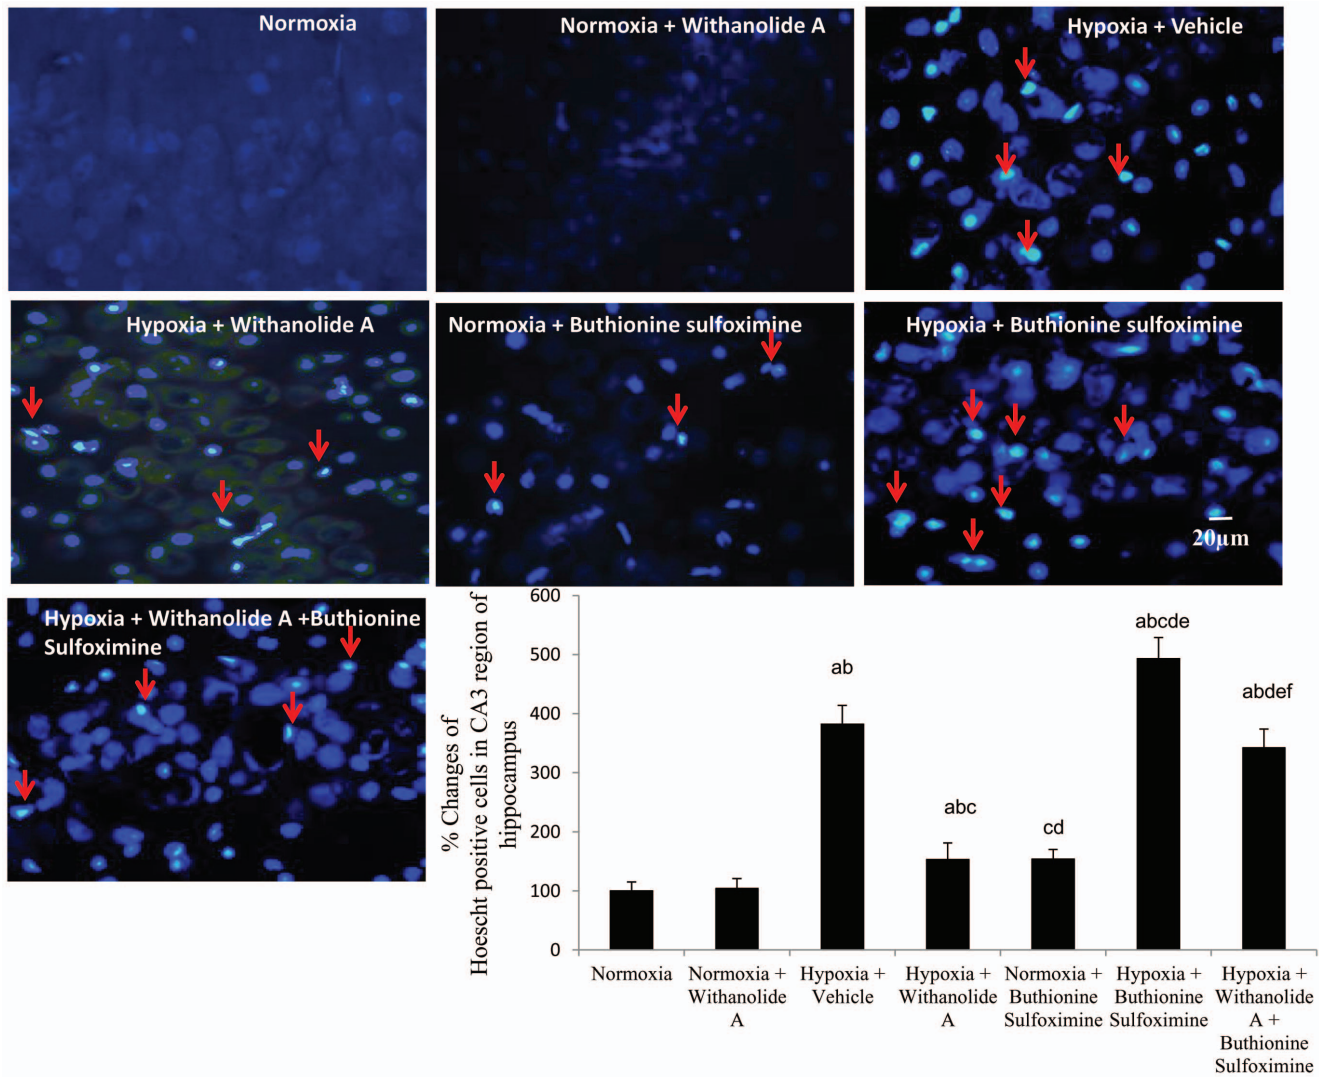 Normoxia
Normoxia + Withanolide A
Hypoxia + Vehicle
Hypoxia + Withanolide A
Normoxia + Buthionine sulfoximine
Hypoxia + Buthionine sulfoximine
20µm
Hypoxia + Withanolide A +Buthionine
Sulfoximine
% Changes of
Hoescht positive cells in CA3 region of
hippocampus
600
500
400
300
200
100
0
ab
abc
cd
abcde
abdef
Normoxia
Normoxia +
Withanolide
A
Hypoxia +
Vehicle
Hypoxia +
Withanolide
A
Normoxia +
Buthionine
Sulfoximine
Hypoxia +
Buthionine
Sulfoximine
Hypoxia +
Withanolide
A +
Buthionine
Sulfoximine